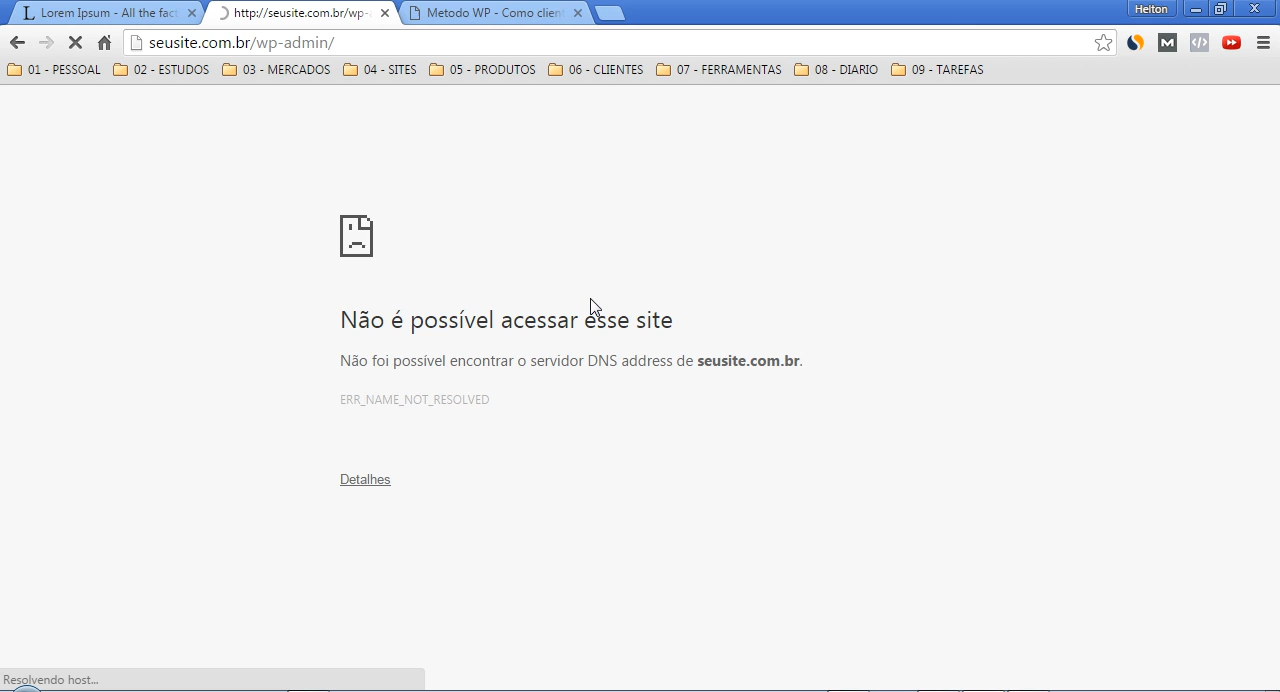 Lorem Ipsum - All the fact
http://seusite.com.br/wp-
Metodo WP - Como client
Helton
seusite.com.br/wp-admin/
01 - PESSOAL
02 - ESTUDOS
03 - MERCADOS
04 - SITES
05 - PRODUTOS
06 - CLIENTES
07 - FERRAMENTAS
08 - DIARIO
09 - TAREFAS
Não é possível acessar esse site
Não foi possível encontrar o servidor DNS address de seusite.com.br.
ERR_NAME_NOT_RESOLVED
Detalhes
Resolvendo host...